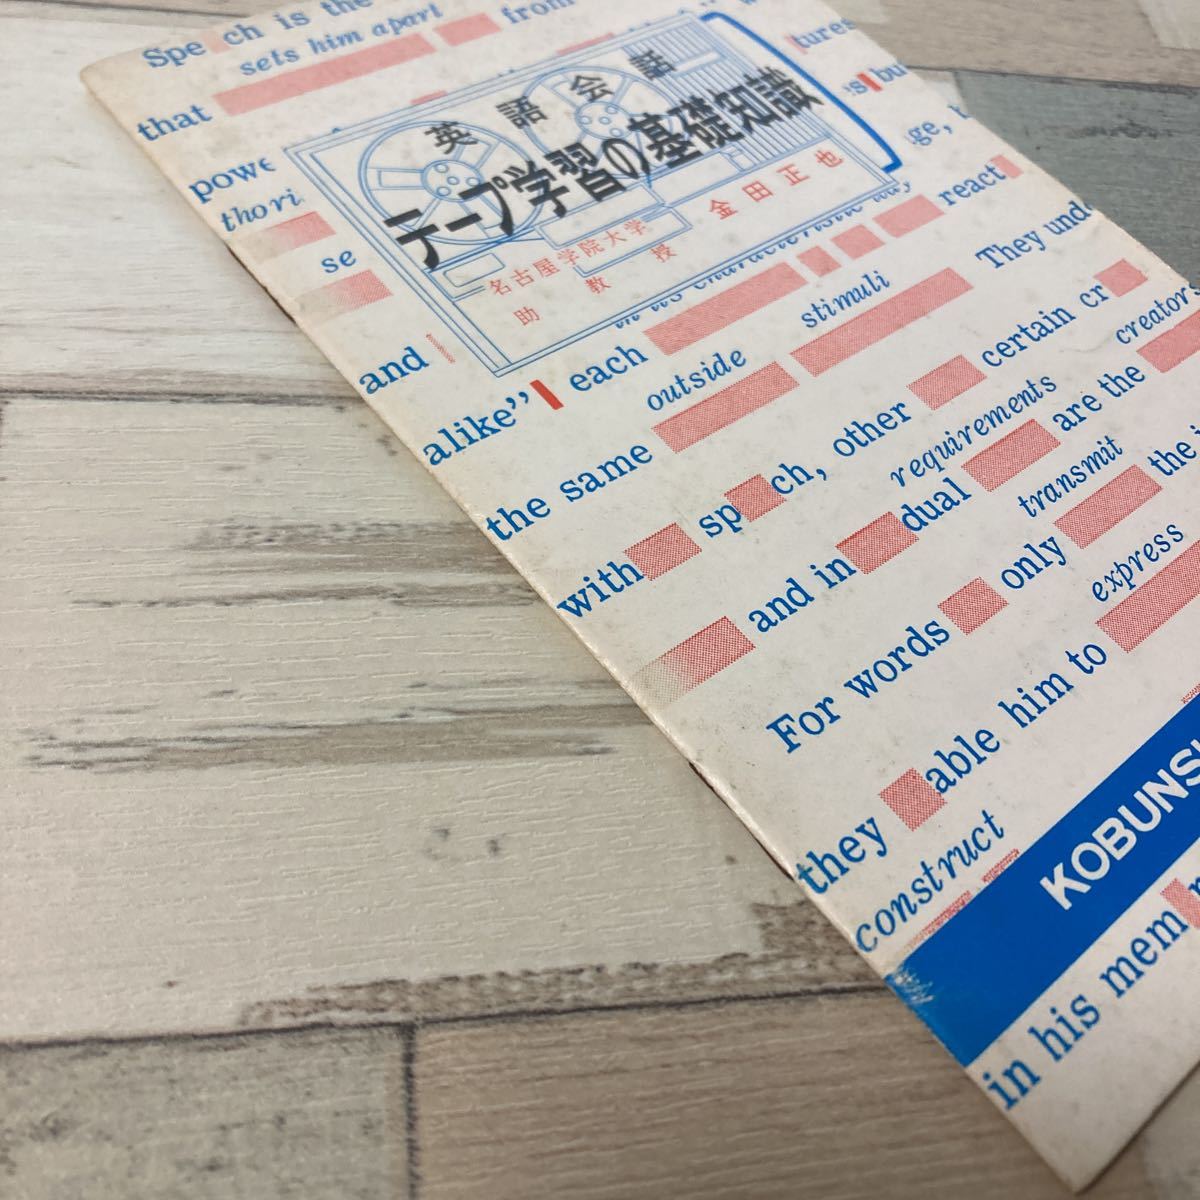 Spe ch is the
sets him apart
that from
英語会話
テープ学習の基礎知識
名古屋学院大学
助教授 金田正也
powe
thori
tures
s but
ge,
se
react
and
alike” each
They unde
outside stimuli
the same certain cr
requirements creators
with sp ch, other
and in dual are the
transmit
For words only the i
express
they able him to
construct
KOBUNSH
in his mem r